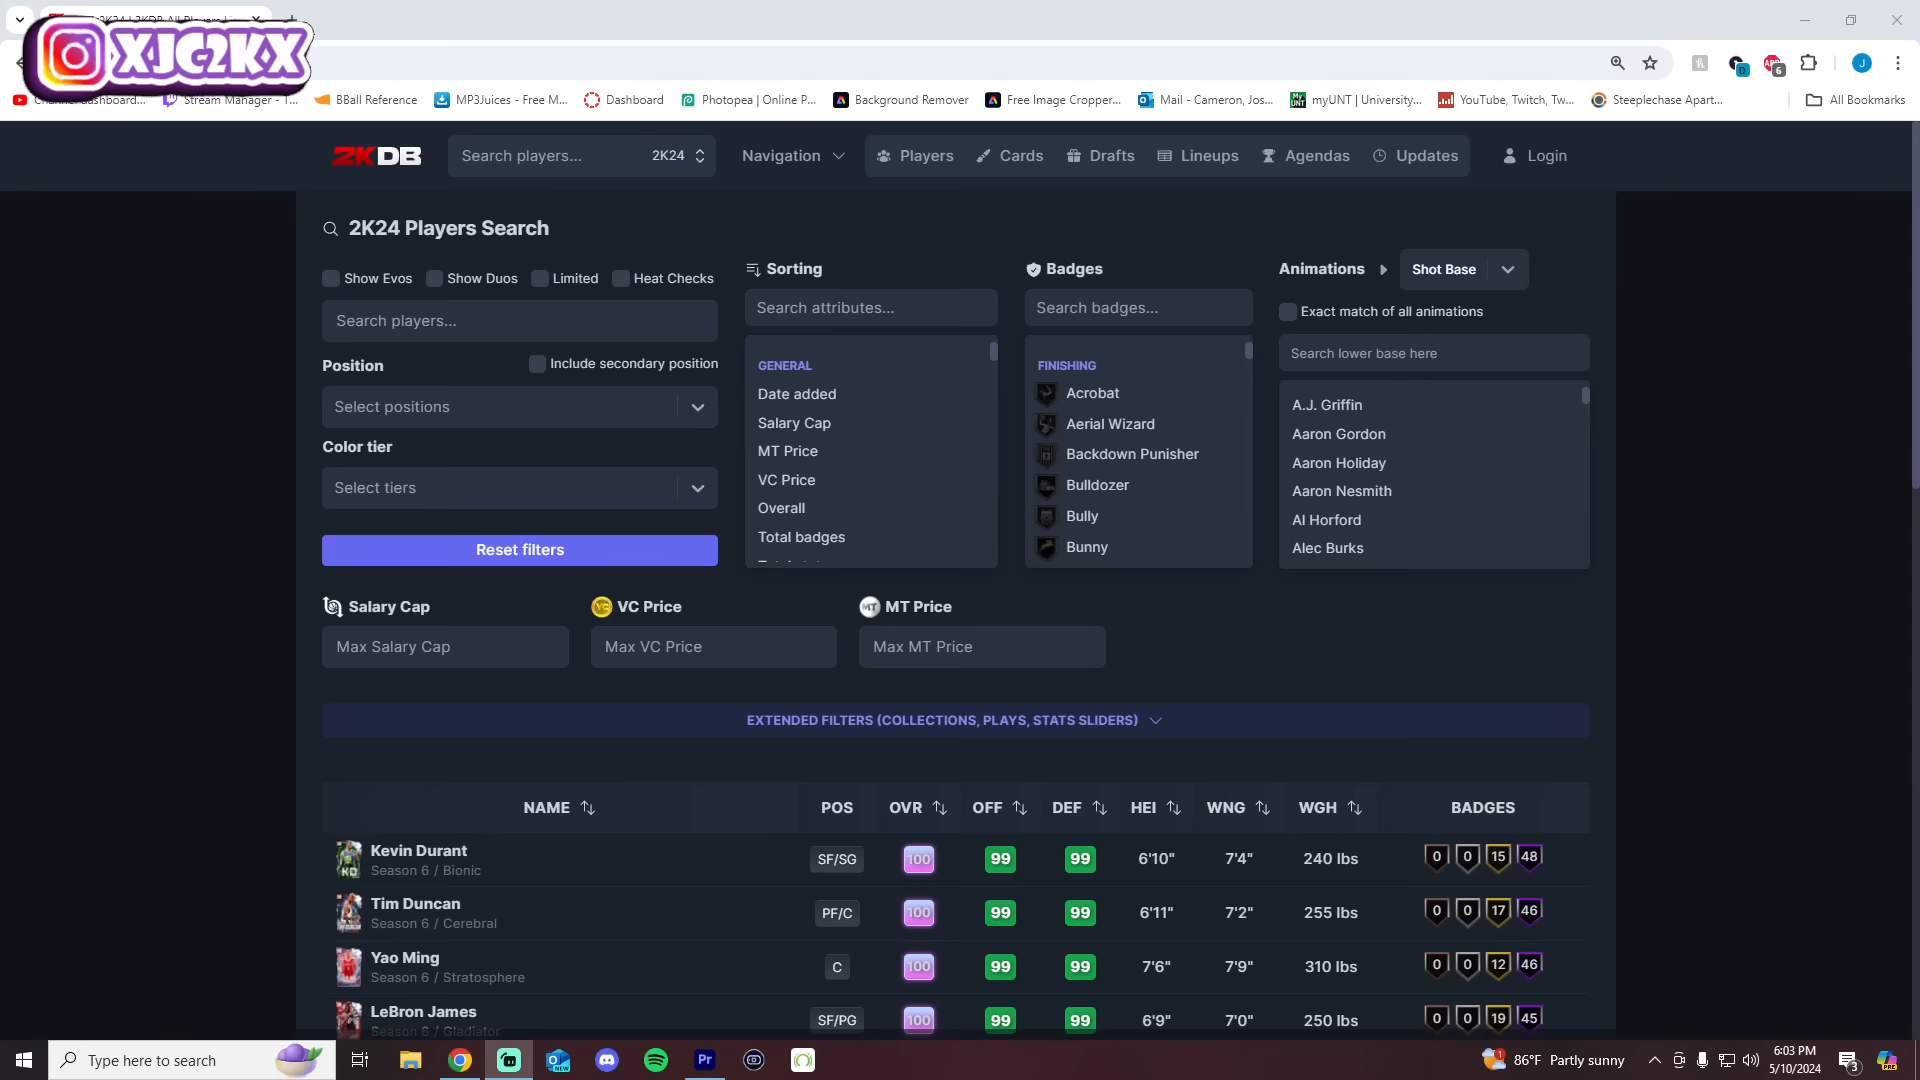 XJC2KX
Channel dashboard...
Stream Manager - T...
BBall Reference
MP3Juices - Free M...
Dashboard
Photopea | Online P...
Background Remover
Free Image Cropper...
Mail - Cameron, Jos...
myUNT | University...
YouTube, Twitch, Tw...
Steeplechase Apart...
All Bookmarks
2KDB
Search players...
2K24
Navigation
Players
Cards
Drafts
Lineups
Agendas
Updates
Login
2K24 Players Search
Show Evos
Show Duos
Limited
Heat Checks
Search players...
Position
Include secondary position
Select positions
Color tier
Select tiers
Reset filters
Sorting
Search attributes...
GENERAL
Date added
Salary Cap
MT Price
VC Price
Overall
Total badges
Badges
Search badges...
FINISHING
Acrobat
Aerial Wizard
Backdown Punisher
Bulldozer
Bully
Bunny
Animations
Shot Base
Exact match of all animations
Search lower base here
A.J. Griffin
Aaron Gordon
Aaron Holiday
Aaron Nesmith
Al Horford
Alec Burks
Salary Cap
Max Salary Cap
VC Price
Max VC Price
MT Price
Max MT Price
EXTENDED FILTERS (COLLECTIONS, PLAYS, STATS SLIDERS)
NAME POS OVR OFF DEF HEI WNG WGH BADGES
Kevin Durant SF/SG 100 99 99 6'10" 7'4" 240 lbs 0 0 15 48
Season 6 / Bionic
Tim Duncan PF/C 100 99 99 6'11" 7'2" 255 lbs 0 0 17 46
Season 6 / Cerebral
Yao Ming C 100 99 99 7'6" 7'9" 310 lbs 0 0 12 46
Season 6 / Stratosphere
LeBron James SF/PG 100 99 99 6'9" 7'0" 250 lbs 0 0 19 45
Season 6 / Gladiator
Type here to search
86°F Partly sunny
6:03 PM
5/10/2024